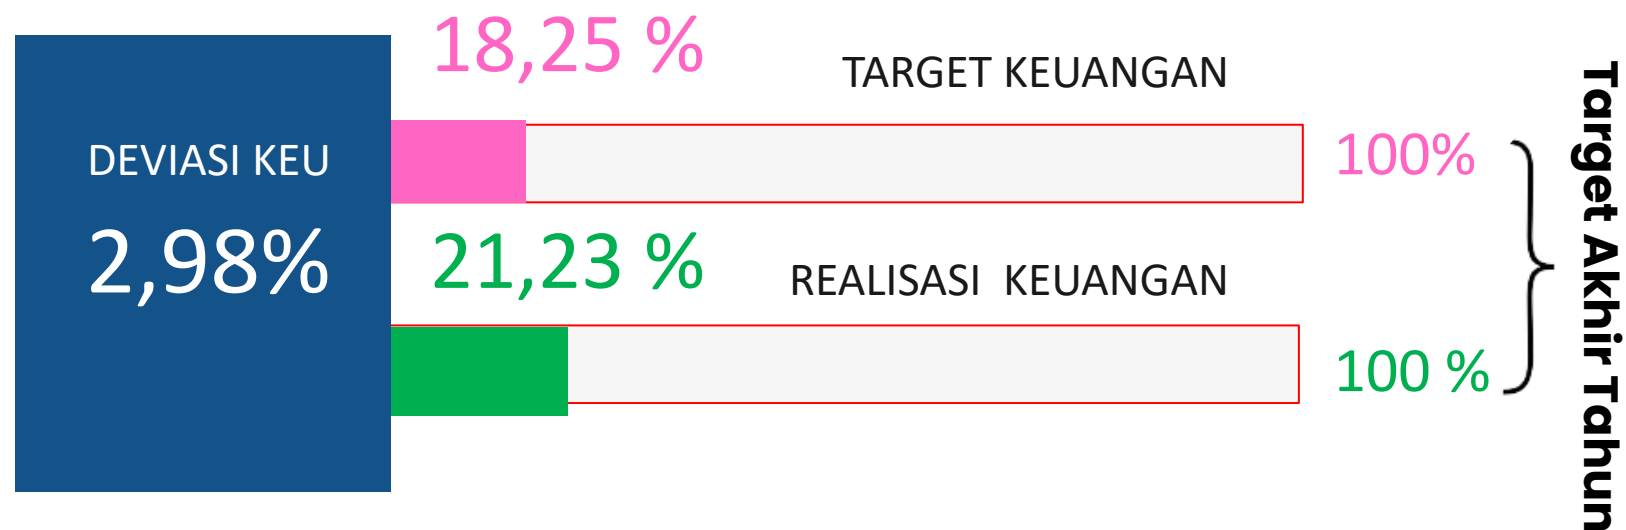 DEVIASI KEU
2,98%
18,25 %
TARGET KEUANGAN
100%
21,23 %
REALISASI KEUANGAN
100 %
Target Akhir Tahun